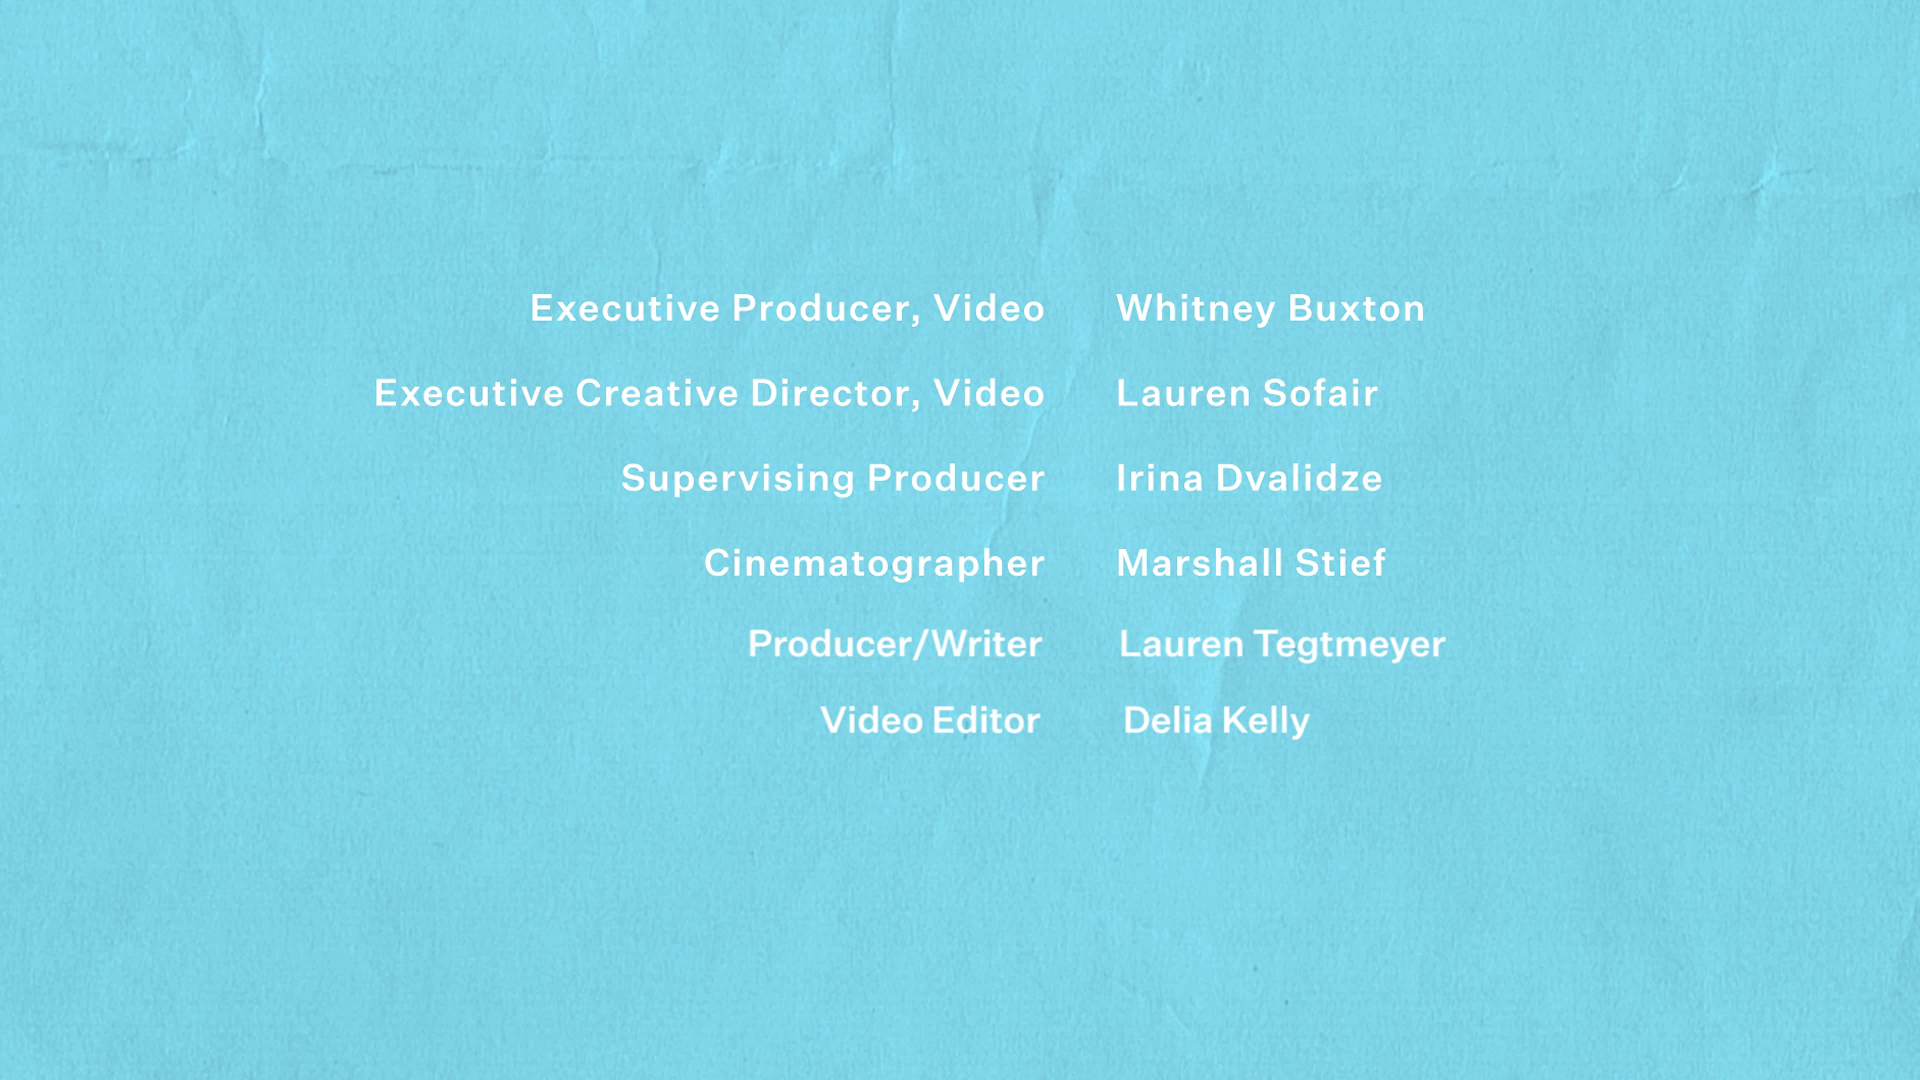 Executive Producer, Video Whitney Buxton
Executive Creative Director, Video Lauren Sofair
Supervising Producer Irina Dvalidze
Cinematographer Marshall Stief
Producer/Writer Lauren Tegtmeyer
Video Editor Delia Kelly